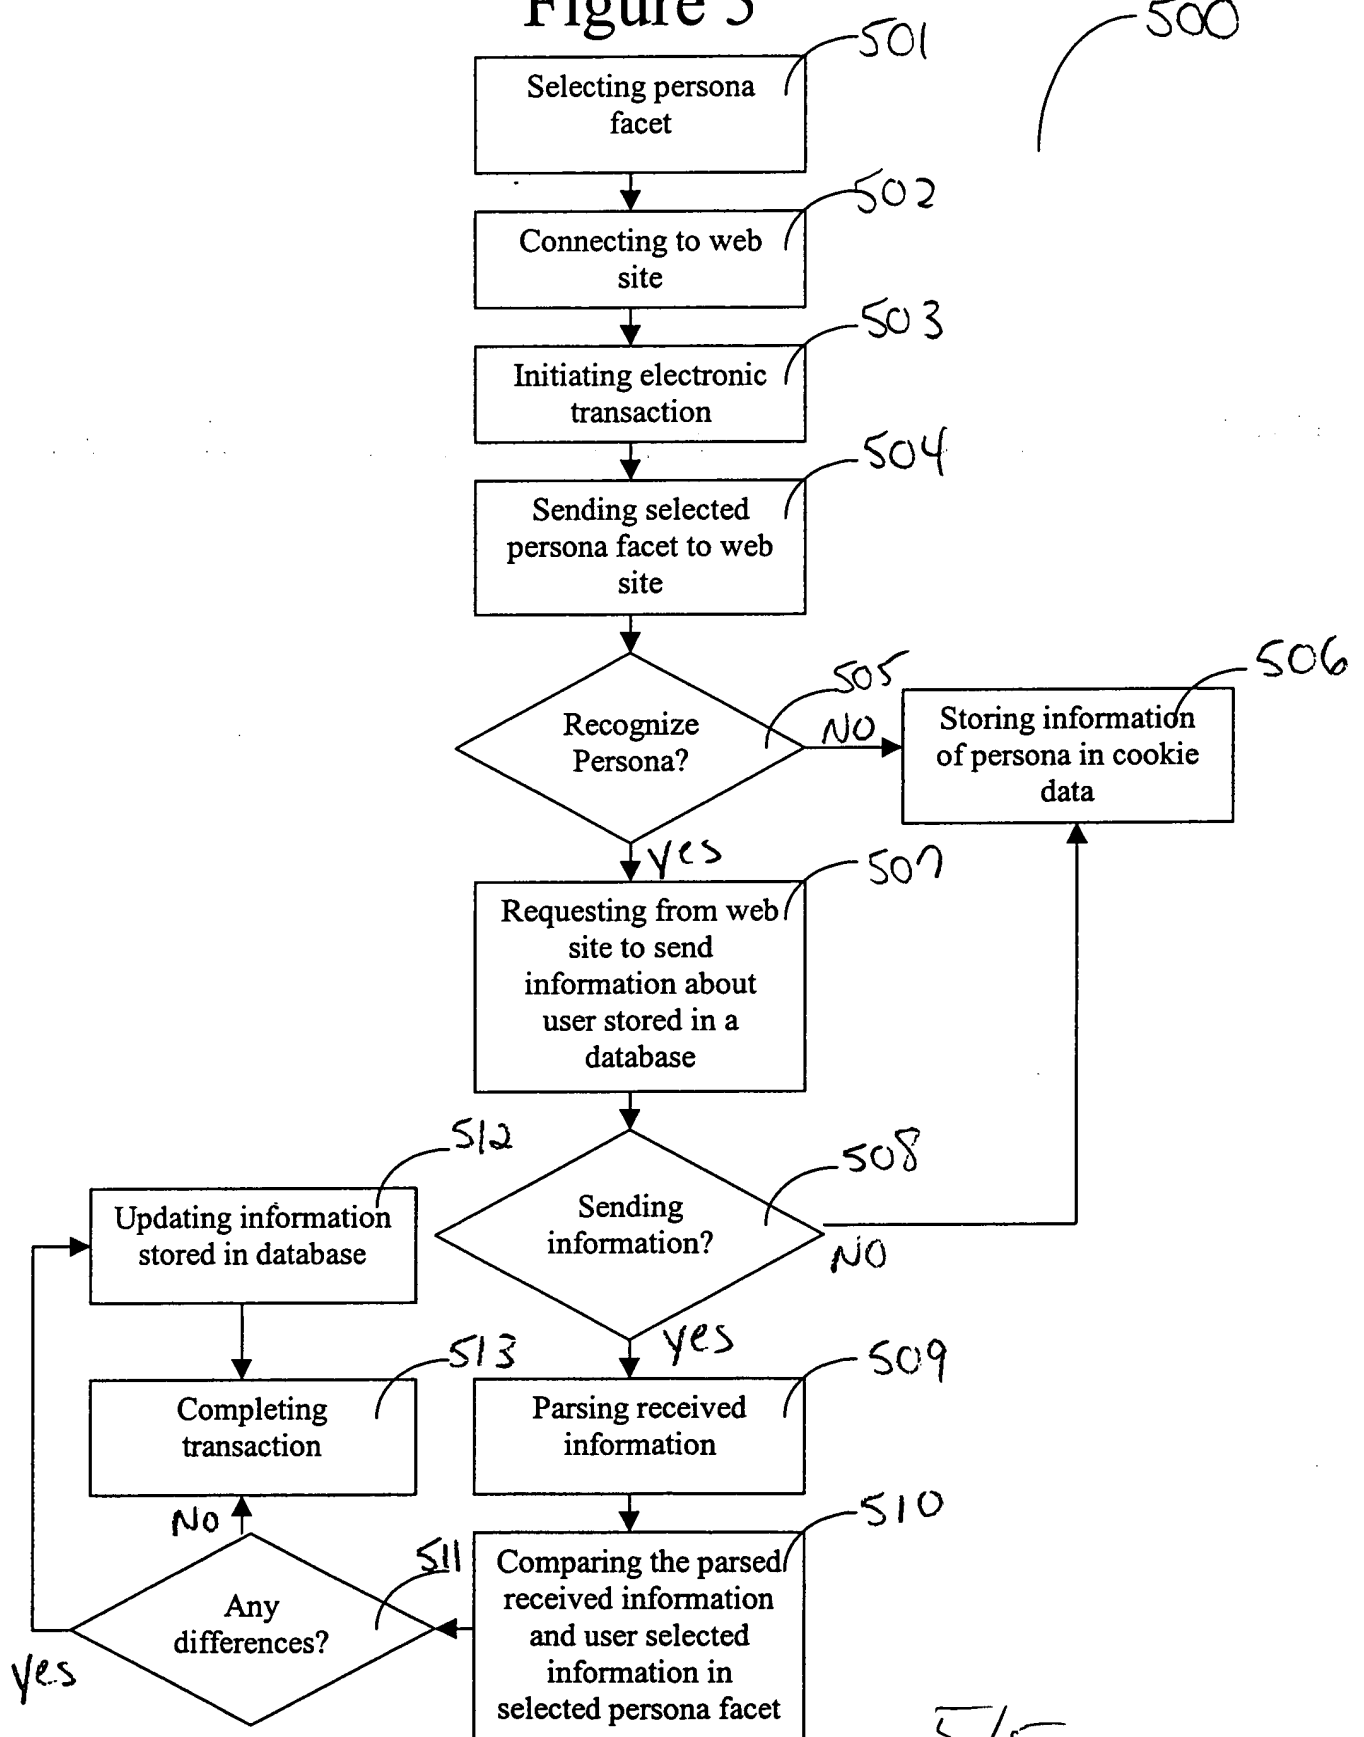 Figure 5
500
501
Selecting persona
facet
502
Connecting to web
site
503
Initiating electronic
transaction
504
Sending selected
persona facet to web
site
505
Recognize
Persona?
NO
506
Storing information
of persona in cookie
data
yes
507
Requesting from web
site to send
information about
user stored in a
database
508
Sending
information?
NO
yes
509
Parsing received
information
510
Comparing the parsed
received information
and user selected
information in
selected persona facet
511
Any
differences?
No
yes
512
Updating information
stored in database
513
Completing
transaction